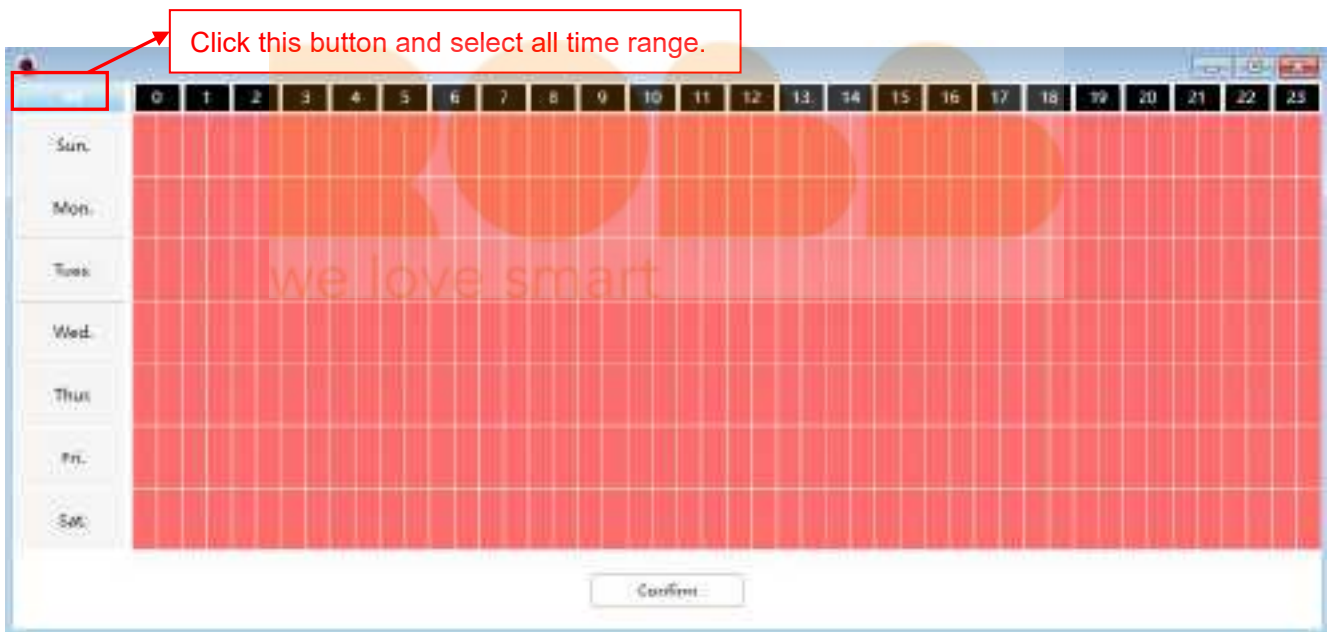 Click this button and select all time range.
0 1 2 3 4 5 6 7 8 9 10 11 12 13 14 15 16 17 18 19 20 21 22 23
Sun.
Mon.
Tues
we love smart
Wed.
Thur.
Fri.
Sat.
Confirm